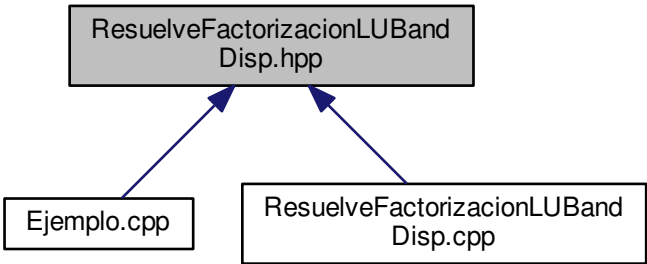 ResuelveFactorizacionLUBand
Disp.hpp
Ejemplo.cpp
ResuelveFactorizacionLUBand
Disp.cpp